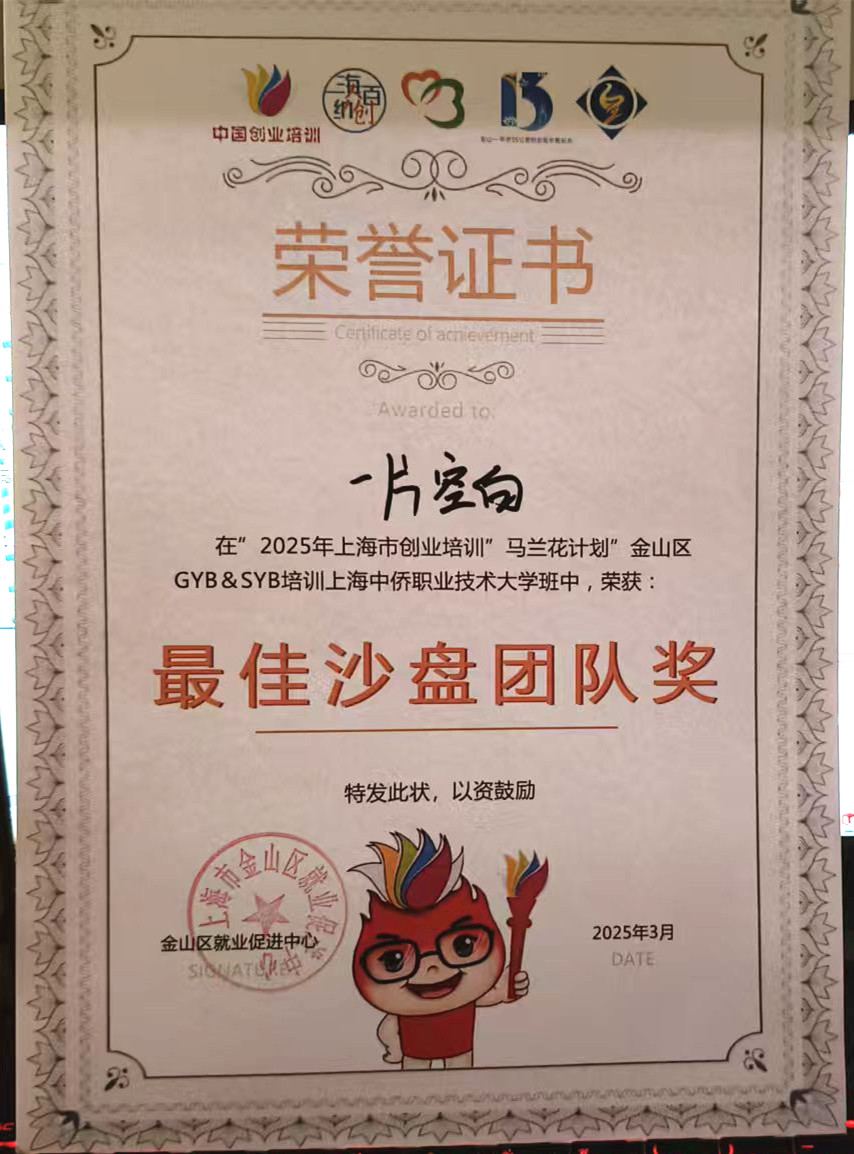 中国创业培训
海纳百创
荣誉证书
Certificate of achievement
Awarded to:
一片空白
在”2025年上海市创业培训”马兰花计划”金山区
GYB&SYB培训上海中侨职业技术大学班中，荣获：
最佳沙盘团队奖
特发此状，以资鼓励
上海市金山区就业促进中心
金山区就业促进中心
SIGNATURE
2025年3月
DATE